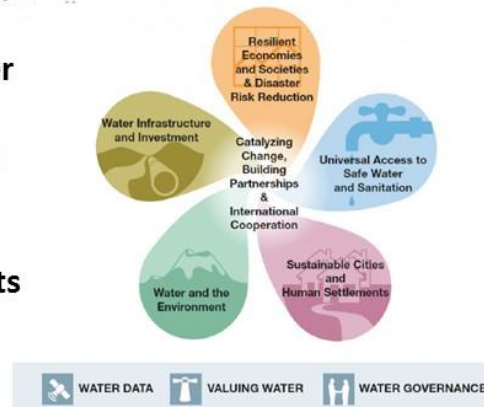 er
Resilient
Economies
and Societies
& Disaster
Risk Reduction
Water Infrastructure
and Investment
Catalyzing
Change,
Building
Partnerships
&
International
Cooperation
Universal Access to
Safe Water
and Sanitation
ts
Water and the
Environment
Sustainable Cities
and
Human Settlements
WATER DATA
VALUING WATER
WATER GOVERNANCE